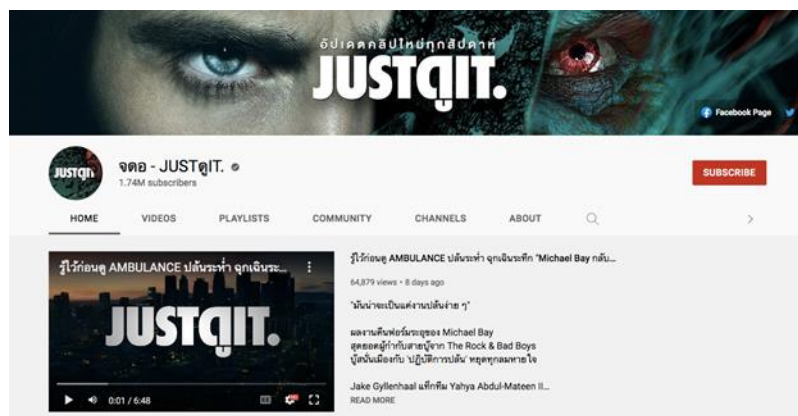 อัปเดตคลิปใหม่ทุกสัปดาห์
JUSTดูIT.
Facebook Page
JUSTดูIT.
จดอ - JUSTดูIT.
1.74M subscribers
SUBSCRIBE
HOME VIDEOS PLAYLISTS COMMUNITY CHANNELS ABOUT
รู้ไว้ก่อนดู AMBULANCE ปล้นระห่ำ ฉุกเฉินระ...
JUSTดูIT.
0:01 / 6:48
รู้ไว้ก่อนดู AMBULANCE ปล้นระห่ำ ฉุกเฉินระทึก "Michael Bay กลับ...
64,879 views • 8 days ago
"มันน่าจะเป็นแค่งานปล้นง่าย ๆ"
ผลงานคืนฟอร์มระอุของ Michael Bay
สุดยอดผู้กำกับสายบู๊จาก The Rock & Bad Boys
บู๊สนั่นเมืองกับ 'ปฏิบัติการปล้น' หยุดทุกลมหายใจ
Jake Gyllenhaal แท็กทีม Yahya Abdul-Mateen II...
READ MORE